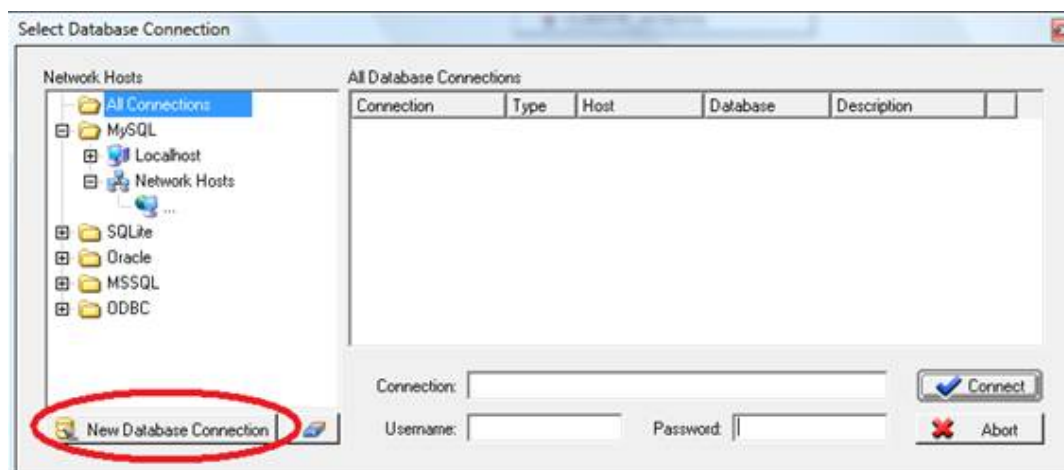 Select Database Connection
Network Hosts
All Connections
MySQL
Localhost
Network Hosts
...
SQLite
Oracle
MSSQL
ODBC
New Database Connection
All Database Connections
Connection Type Host Database Description
Connection:
Connect
Username:
Password:
Abort